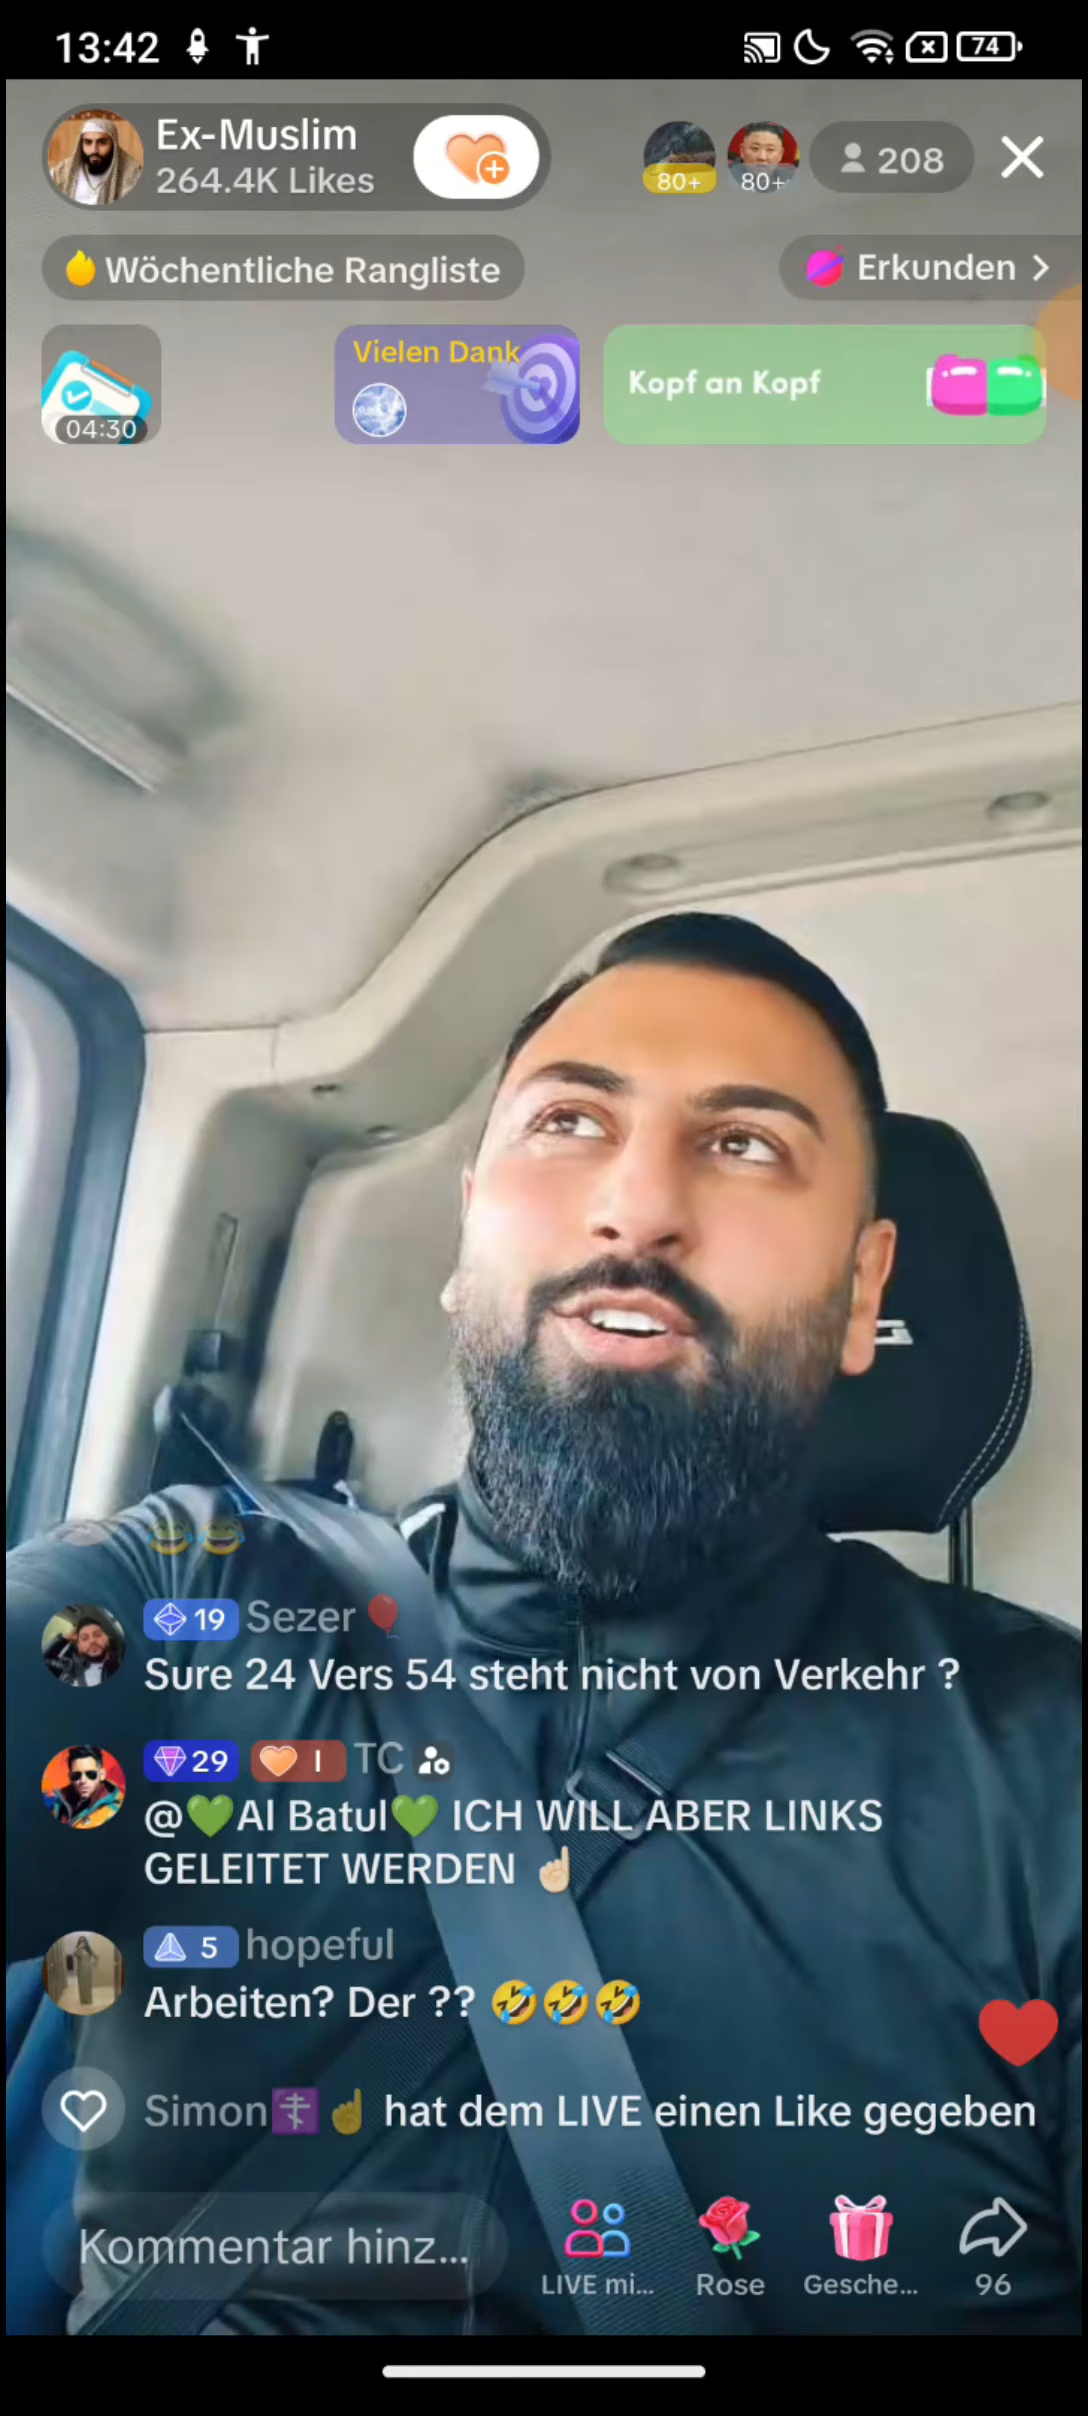 13:42
74
Ex-Muslim
264.4K Likes
80+
80+
208
Wöchentliche Rangliste
Erkunden >
04:30
Vielen Dank
Kopf an Kopf
19 Sezer🎈
Sure 24 Vers 54 steht nicht von Verkehr ?
29 I TC
@💚Al Batul💚 ICH WILL ABER LINKS
GELEITET WERDEN ☝🏼
5 hopeful
Arbeiten? Der ?? 🤣🤣🤣
Simon☦️☝️ hat dem LIVE einen Like gegeben
Kommentar hinz...
LIVE mi...
Rose
Gesche...
96